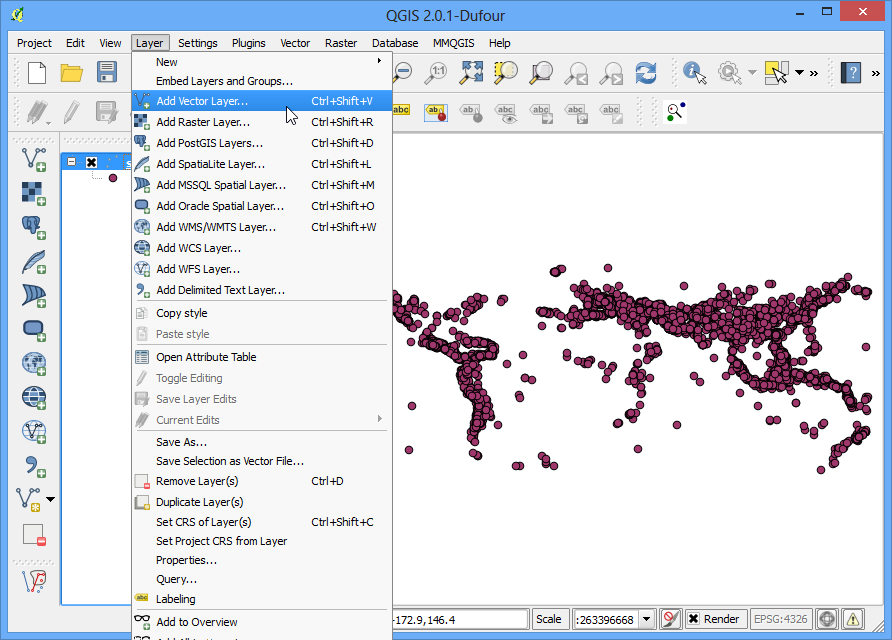 QGIS 2.0.1-Dufour
Project Edit View Layer Settings Plugins Vector Raster Database MMQGIS Help
New
Embed Layers and Groups...
Add Vector Layer... Ctrl+Shift+V
Add Raster Layer... Ctrl+Shift+R
Add PostGIS Layers... Ctrl+Shift+D
Add SpatiaLite Layer... Ctrl+Shift+L
Add MSSQL Spatial Layer... Ctrl+Shift+M
Add Oracle Spatial Layer... Ctrl+Shift+O
Add WMS/WMTS Layer... Ctrl+Shift+W
Add WCS Layer...
Add WFS Layer...
Add Delimited Text Layer...
Copy style
Paste style
Open Attribute Table
Toggle Editing
Save Layer Edits
Current Edits
Save As...
Save Selection as Vector File...
Remove Layer(s) Ctrl+D
Duplicate Layer(s)
Set CRS of Layer(s) Ctrl+Shift+C
Set Project CRS from Layer
Properties...
Query...
Labeling
Add to Overview
-172.9,146.4 Scale :263396668 Render EPSG:4326